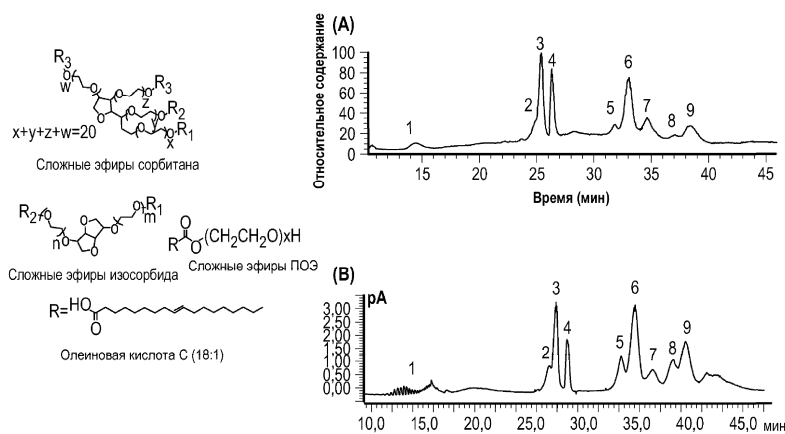 R3
O
w
O
O
O
R3
z
O
O
R2
O
O
O
R1
x
x+y+z+w=20
Сложные эфиры сорбитана
R2
O
n
O
O
O
O
O
R1
m
Сложные эфиры изосорбида
O
R
O
(CH2CH2O)xH
Сложные эфиры ПОЭ
R=
HO
O
Олеиновая кислота C (18:1)
(A)
Относительное содержание
100
80
60
40
20
0
1
2
3
4
5
6
7
8
9
15
20
25
30
35
40
45
Время (мин)
(B)
pA
3,00
2,50
2,00
1,50
1,00
0,50
0,00
1
2
3
4
5
6
7
8
9
10,0
15,0
20,0
25,0
30,0
35,0
40,0
мин